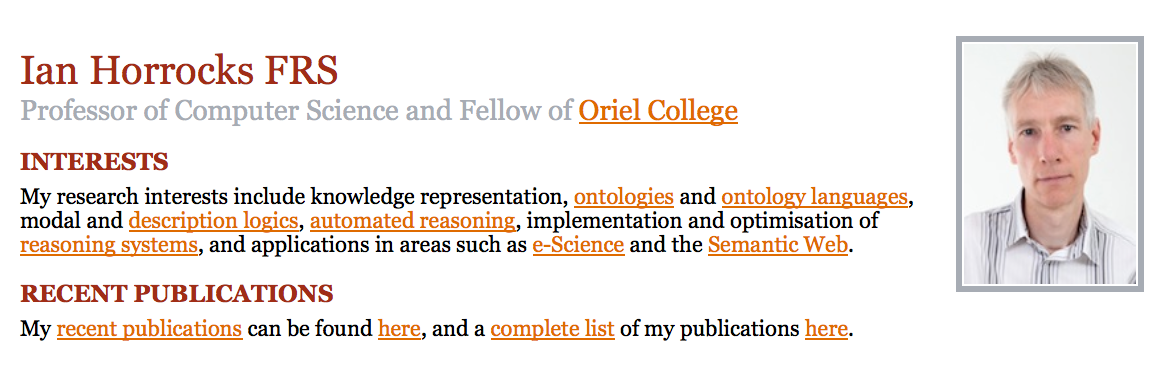 Ian Horrocks FRS
Professor of Computer Science and Fellow of Oriel College
INTERESTS
My research interests include knowledge representation, ontologies and ontology languages,
modal and description logics, automated reasoning, implementation and optimisation of
reasoning systems, and applications in areas such as e-Science and the Semantic Web.
RECENT PUBLICATIONS
My recent publications can be found here, and a complete list of my publications here.